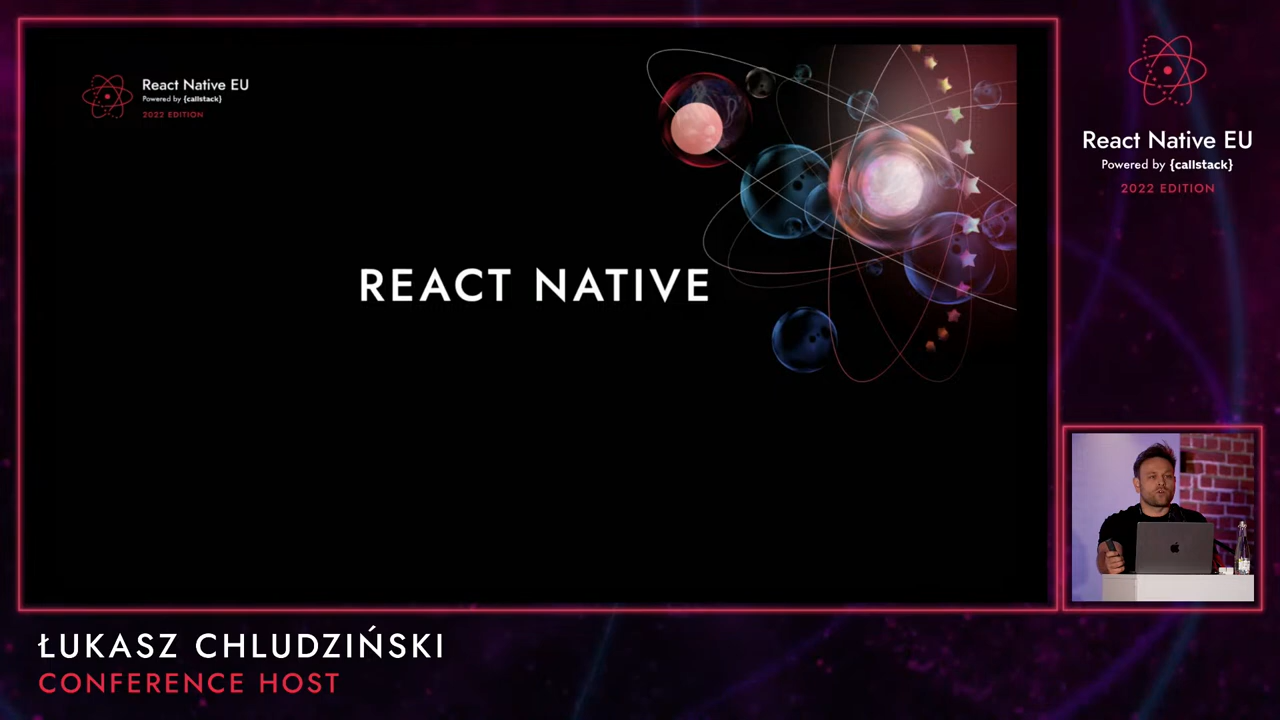 React Native EU
Powered by {callstack}
2022 EDITION
REACT NATIVE
React Native EU
Powered by {callstack}
2022 EDITION
ŁUKASZ CHLUDZIŃSKI
CONFERENCE HOST